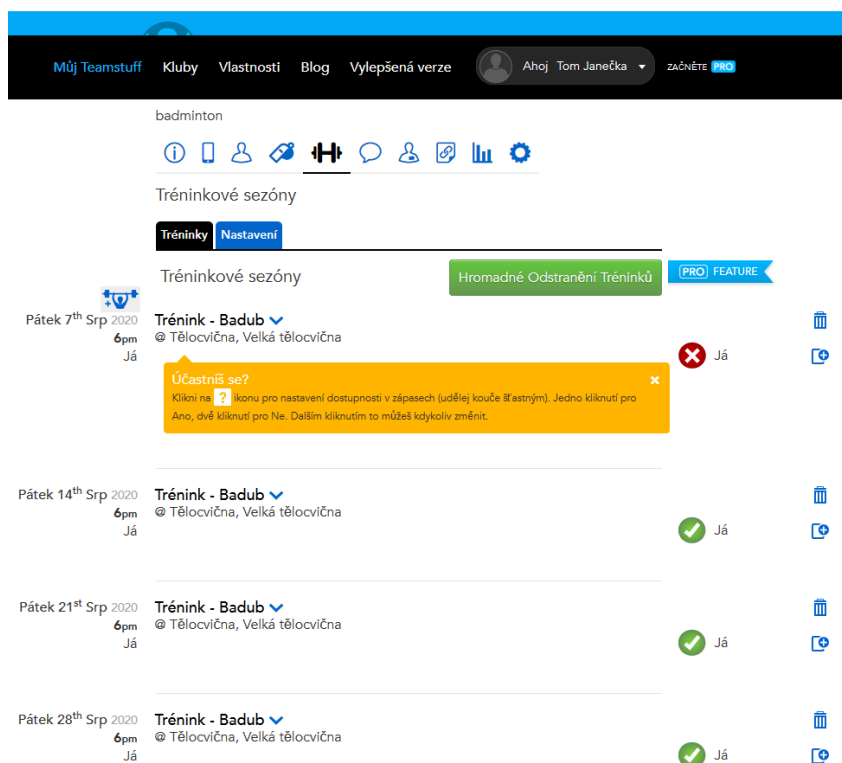 Můj Teamstuff Kluby Vlastnosti Blog Vylepšená verze Ahoj Tom Janečka ZAČNĚTE PRO
badminton
Tréninkové sezóny
Tréninky Nastavení
Tréninkové sezóny Hromadné Odstranění Tréninků PRO FEATURE
Pátek 7th Srp 2020 Trénink - Badub
6pm @ Tělocvična, Velká tělocvična
Já Já
Účastníš se?
Klikni na ? ikonu pro nastavení dostupnosti v zápasech (udělej kouče šťastným). Jedno kliknutí pro
Ano, dvě kliknutí pro Ne. Dalším kliknutím to můžeš kdykoliv změnit.
Pátek 14th Srp 2020 Trénink - Badub
6pm @ Tělocvična, Velká tělocvična
Já Já
Pátek 21st Srp 2020 Trénink - Badub
6pm @ Tělocvična, Velká tělocvična
Já Já
Pátek 28th Srp 2020 Trénink - Badub
6pm @ Tělocvična, Velká tělocvična
Já Já